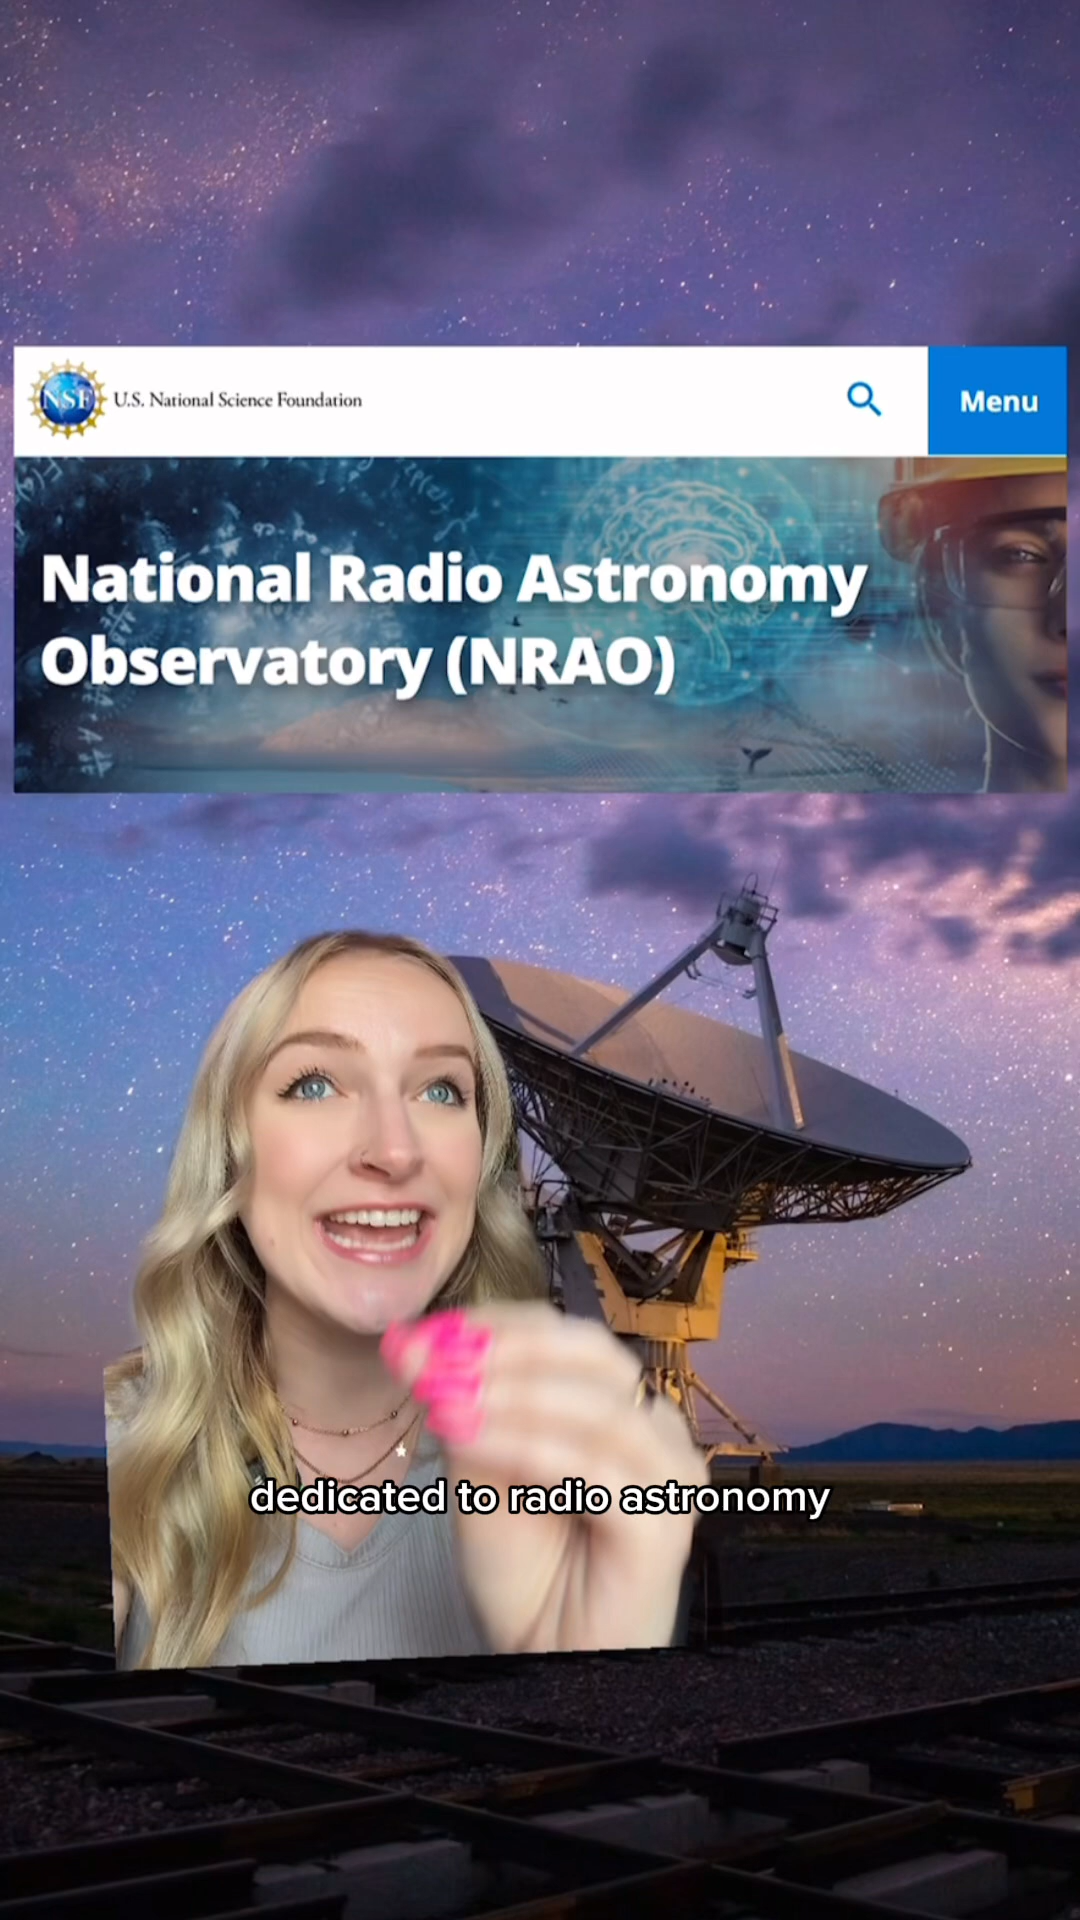 NSF
U.S. National Science Foundation
Menu
National Radio Astronomy
Observatory (NRAO)
dedicated to radio astronomy